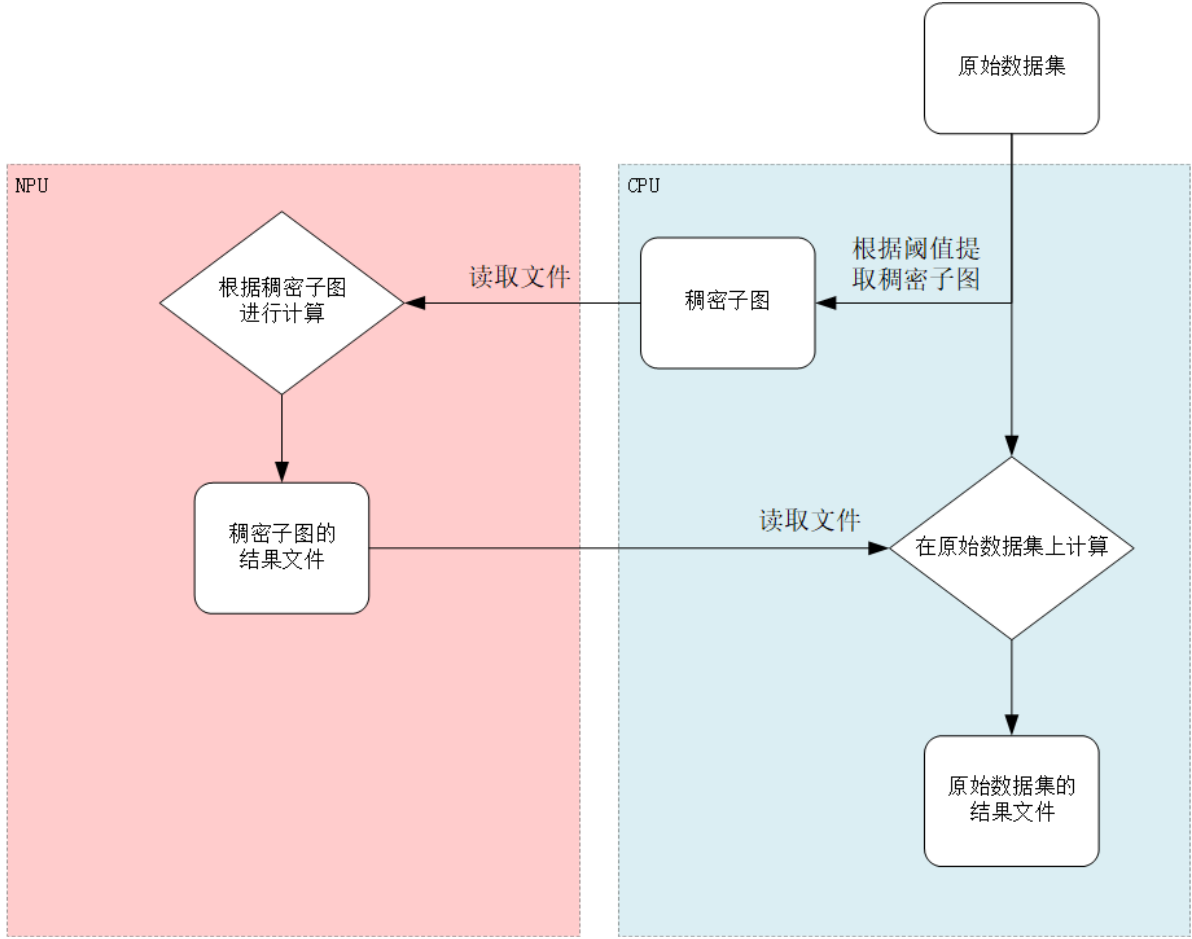 原始数据集
NPU
CPU
根据阈值提
取稠密子图
读取文件
根据稠密子图
进行计算
稠密子图
稠密子图的
结果文件
读取文件
在原始数据集上计算
原始数据集的
结果文件